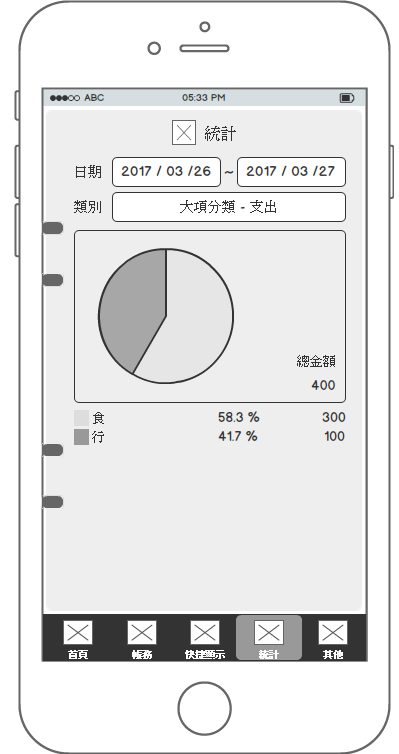 ABC 05:33 PM
統計
日期 2017 / 03 /26 ~ 2017 / 03 /27
類別 大項分類 - 支出
總金額
400
食 58.3 % 300
行 41.7 % 100
首頁 帳務 快捷顯示 統計 其他